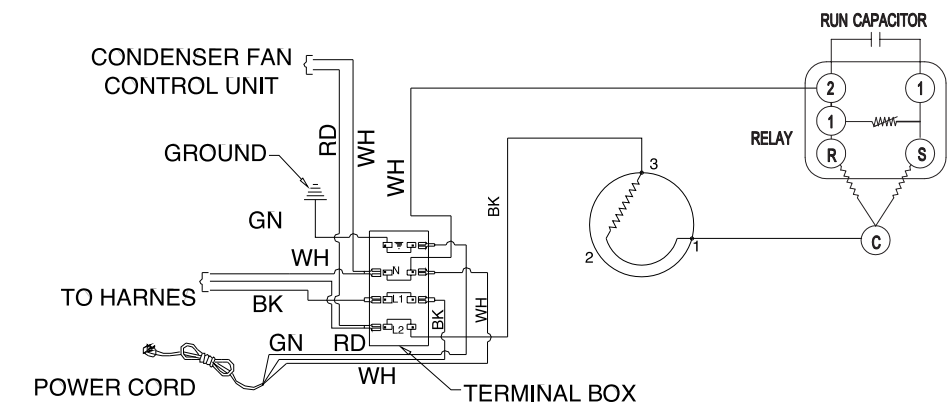 RUN CAPACITOR
CONDENSER FAN
CONTROL UNIT
2
1
1
RELAY
R
S
RD
WH
WH
GROUND
3
BK
GN
2
1
C
WH
N
TO HARNES
BK
L1
BK
WH
L2
GN
RD
WH
POWER CORD
TERMINAL BOX